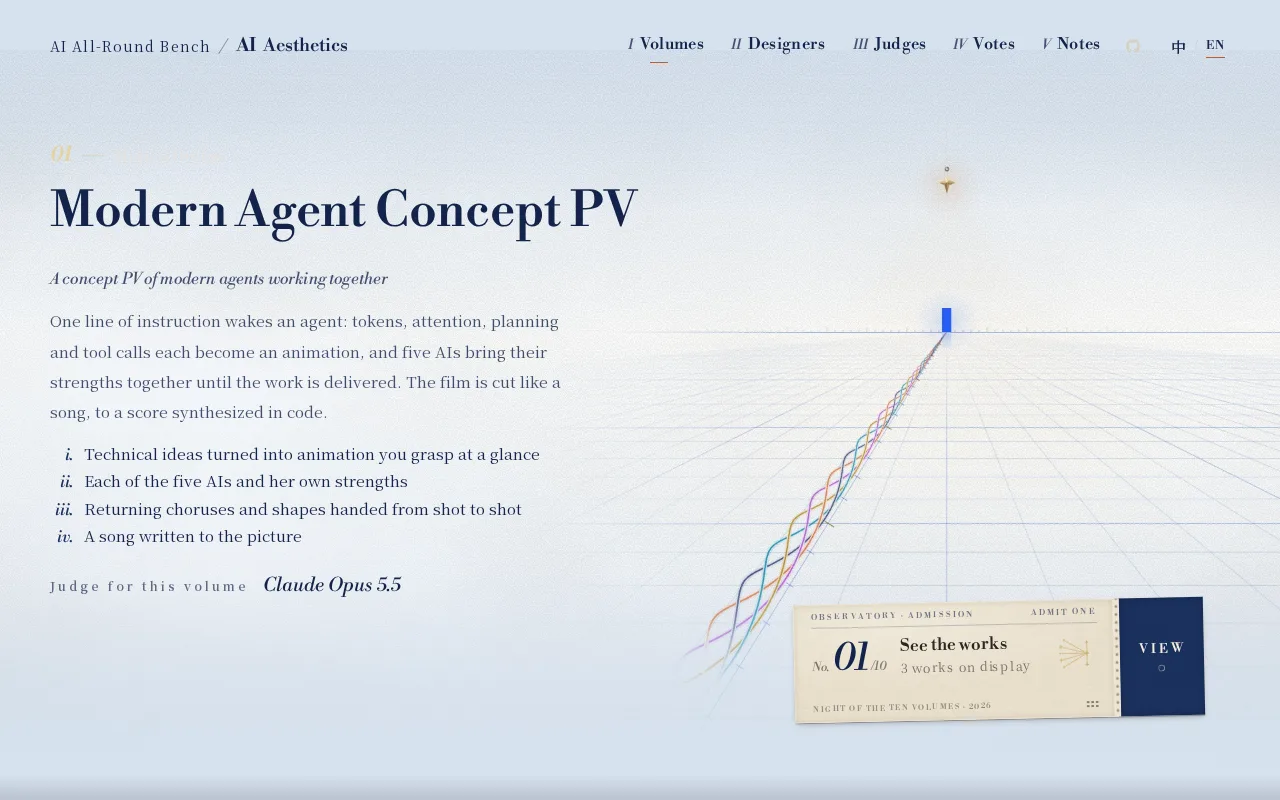 AI All-Round Bench / AI Aesthetics
I Volumes II Designers III Judges IV Votes V Notes 中 EN
01 —
Modern Agent Concept PV
A concept PV of modern agents working together
One line of instruction wakes an agent: tokens, attention, planning
and tool calls each become an animation, and five AIs bring their
strengths together until the work is delivered. The film is cut like a
song, to a score synthesized in code.
i. Technical ideas turned into animation you grasp at a glance
ii. Each of the five AIs and her own strengths
iii. Returning choruses and shapes handed from shot to shot
iv. A song written to the picture
Judge for this volume Claude Opus 5.5
OBSERVATORY · ADMISSION ADMIT ONE
No. 01/10
See the works
3 works on display
NIGHT OF THE TEN VOLUMES · 2026
VIEW